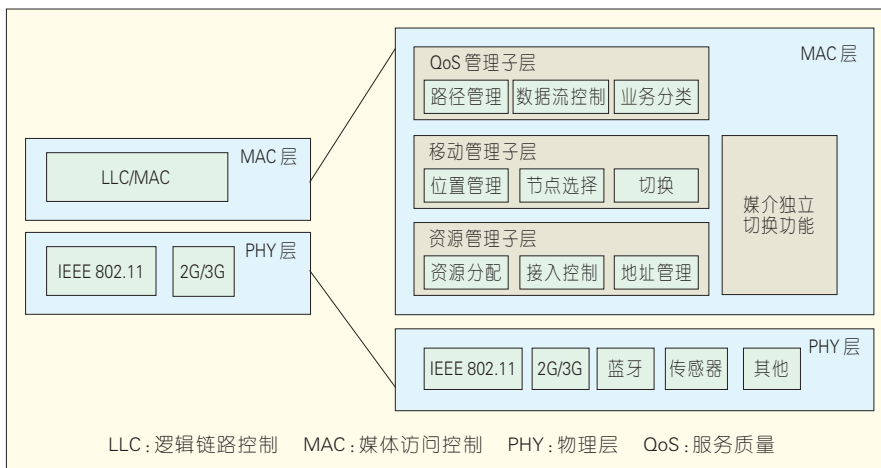 MAC 层
LLC/MAC
PHY 层
IEEE 802.11 2G/3G
MAC 层
QoS 管理子层
路径管理 数据流控制 业务分类
移动管理子层
位置管理 节点选择 切换
资源管理子层
资源分配 接入控制 地址管理
媒介独立
切换功能
PHY 层
IEEE 802.11 2G/3G 蓝牙 传感器 其他
LLC：逻辑链路控制 MAC：媒体访问控制 PHY：物理层 QoS：服务质量